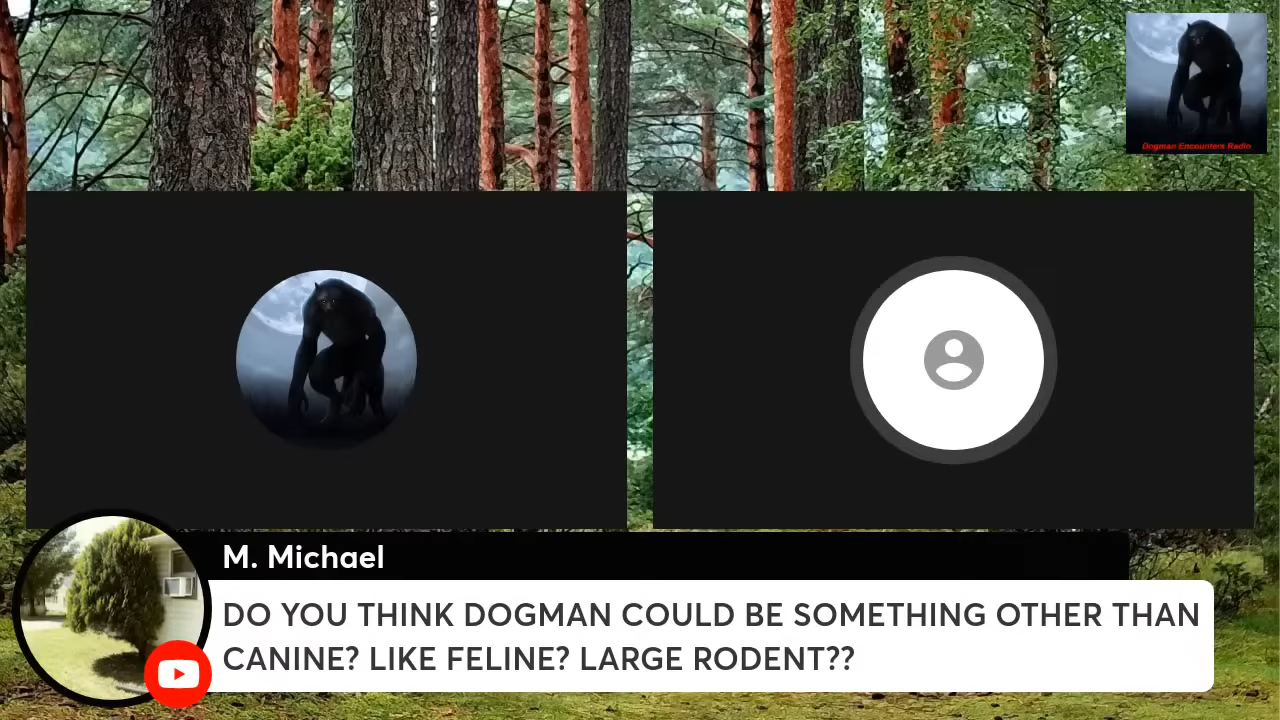 Dogman Encounters Radio
M. Michael
DO YOU THINK DOGMAN COULD BE SOMETHING OTHER THAN
CANINE? LIKE FELINE? LARGE RODENT??